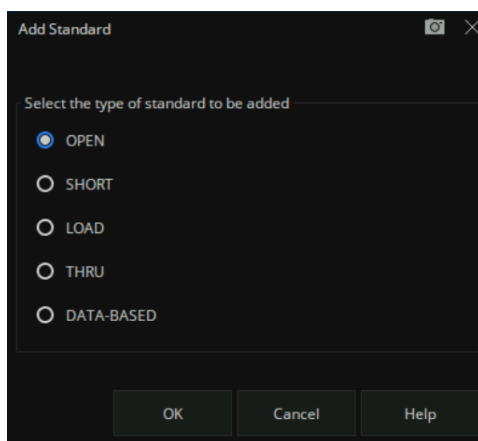 Add Standard
Select the type of standard to be added
OPEN
SHORT
LOAD
THRU
DATA-BASED
OK Cancel Help